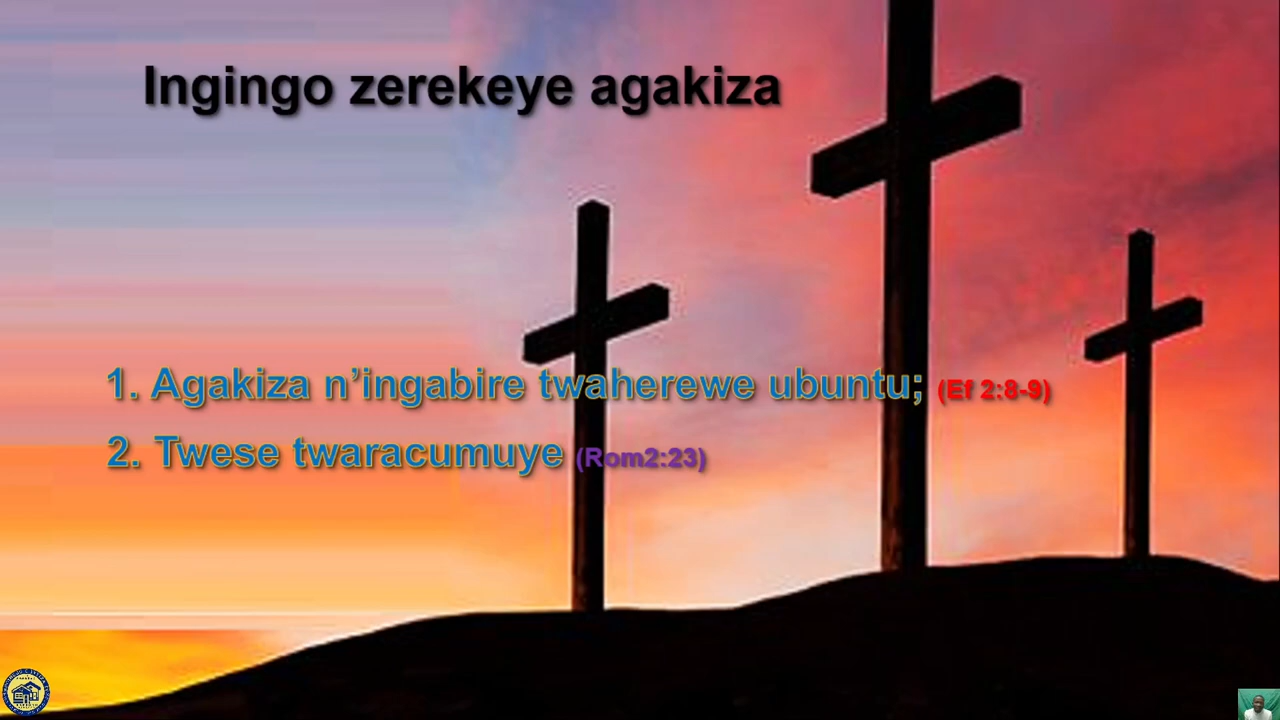 Ingingo zerekeye agakiza
1. Agakiza n’ingabire twaherewe ubuntu; (Ef 2:8-9)
2. Twese twaracumuye (Rom2:23)